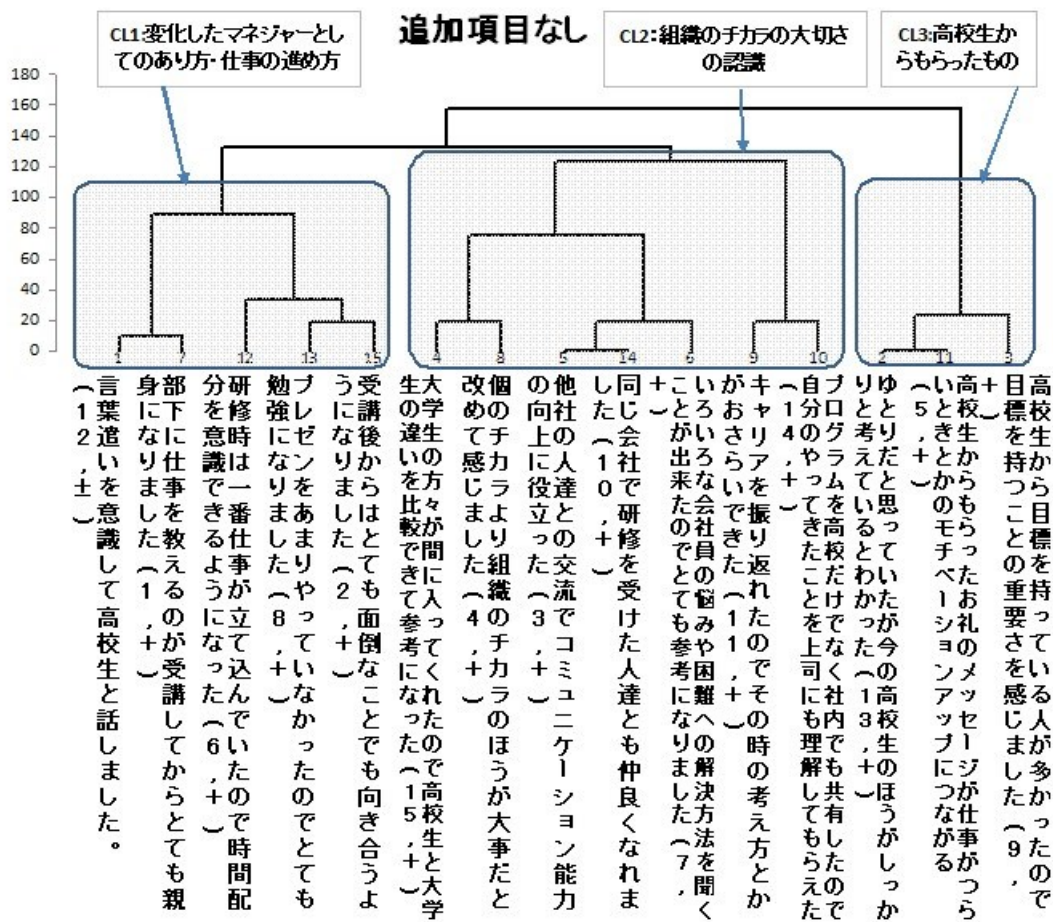 追加項目なし
CL1:変化したマネジャーとし
てのあり方・仕事の進め方
CL2:組織のチカラの大切さ
の認識
CL3:高校生か
らもらったもの
180
160
140
120
100
80
60
40
20
0
1 7 12 13 15 4 8 5 14 6 9 10 2 11 3
高校生から目標を持っている人が多かったので
目標を持つことの重要さを感じました（９，
＋）
高校生からもらったお礼のメッセージが仕事がつら
いときとかのモチベーションアップにつながる
（５，＋）
ゆとりだと思っていたが今の高校生のほうがしっか
りと考えているとわかった（13，＋）
プログラムを高校だけでなく社内でも共有したので
自分のやってきたことを上司にも理解してもらえた
（14，＋）
キャリアを振り返れたのでその時の考え方とか
がおさらいできた（１１，＋）
いろいろな会社員の悩みや困難への解決方法を聞く
ことが出来たのでとても参考になりました（７，
＋）
同じ会社で研修を受けた人達とも仲良くなれま
した（１０，＋）
他社の人達との交流でコミュニケーション能力
の向上に役立った（３，＋）
個のチカラより組織のチカラのほうが大事だと
改めて感じました（４，＋）
大学生の方々が間に入ってくれたので高校生と大学
生の違いを比較できて参考になった（15，＋）
受講後からはとても面倒なことでも向き合うよ
うになりました（２，＋）
プレゼンをあまりやっていなかったのでとても
勉強になりました（８，＋）
研修時は一番仕事が立て込んでいたので時間配
分を意識できるようになった（６，＋）
部下に仕事を教えるのが受講してからとても親
身になりました（１，＋）
言葉遣いを意識して高校生と話しました。
（１２，±）